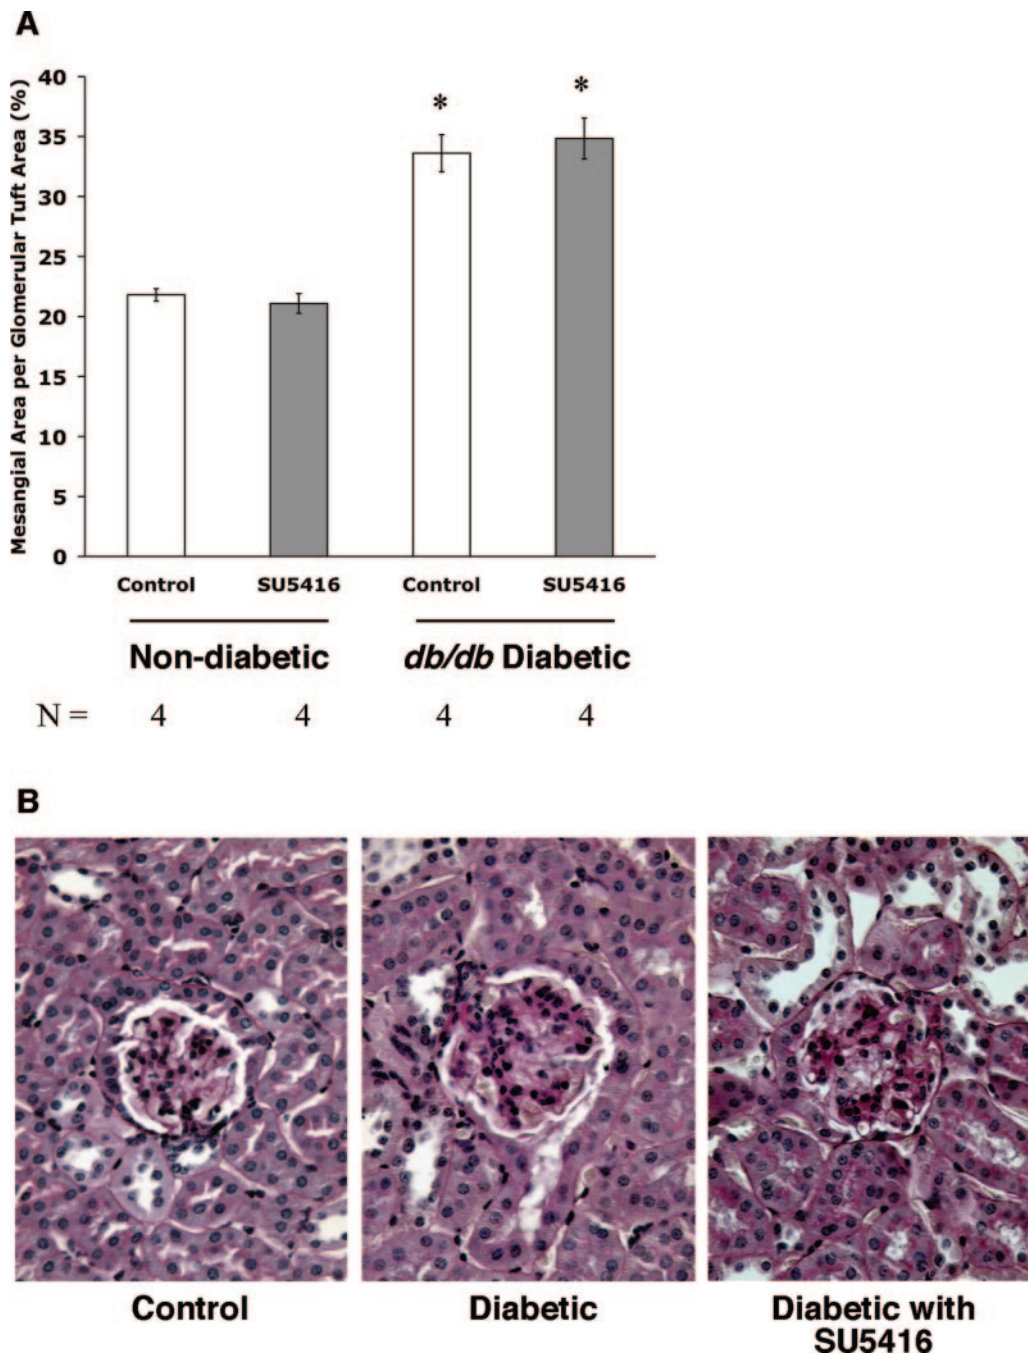 A
Mesangial Area per Glomerular Tuft Area (%)
40
35
30
25
20
15
10
5
0
*
*
Control SU5416 Control SU5416
Non-diabetic db/db Diabetic
N = 4 4 4 4
B
Control Diabetic Diabetic with
SU5416